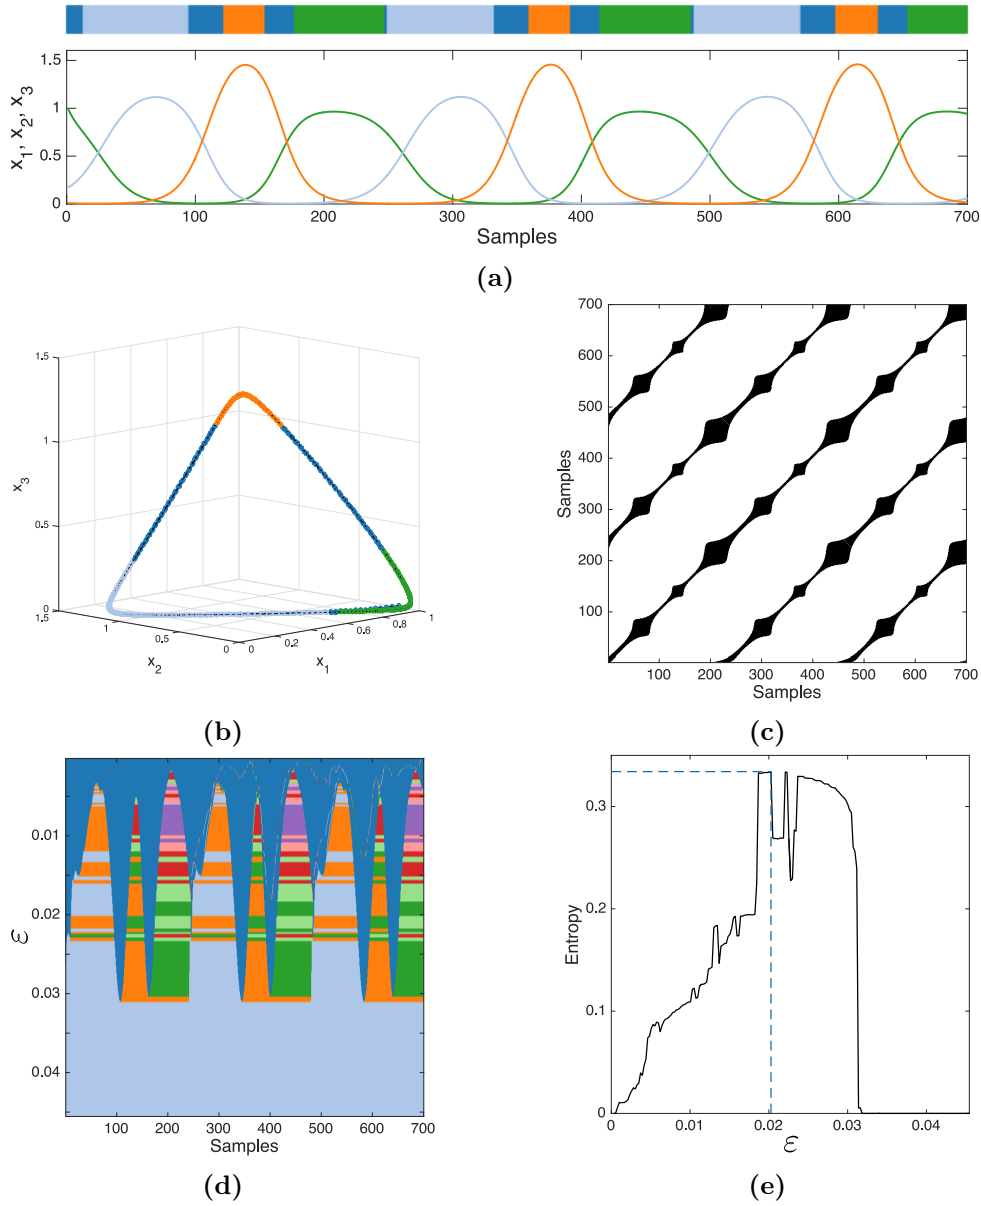 1.5
1
0.5
0
x1, x2, x3
0 100 200 300 400 500 600 700
Samples
(a)
1.5
1
0.5
0
x3
1.5 1 0.5 0
x2
0 0.2 0.4 0.6 0.8 1
x1
(b)
700
600
500
400
300
200
100
Samples
100 200 300 400 500 600 700
Samples
(c)
0.01
0.02
0.03
0.04
ε
100 200 300 400 500 600 700
Samples
(d)
0.3
0.2
0.1
0
Entropy
0 0.01 0.02 0.03 0.04
ε
(e)